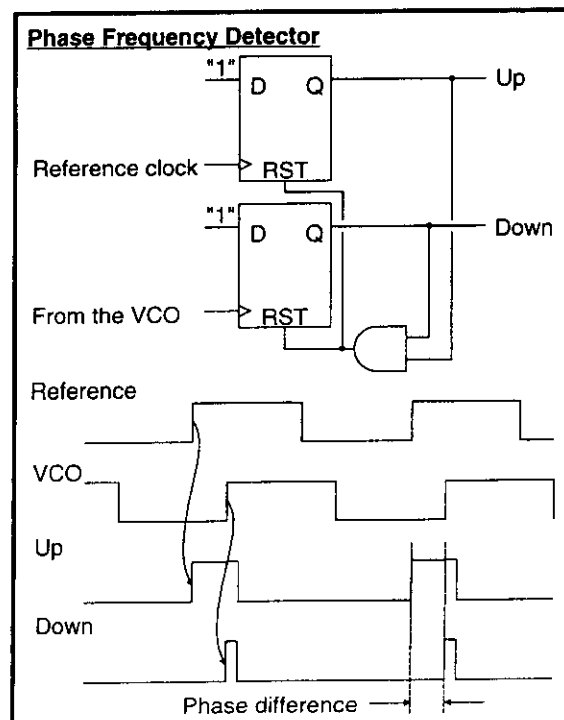 Phase Frequency Detector
"1"
D Q Up
Reference clock RST
"1"
D Q Down
From the VCO RST
Reference
VCO
Up
Down
Phase difference